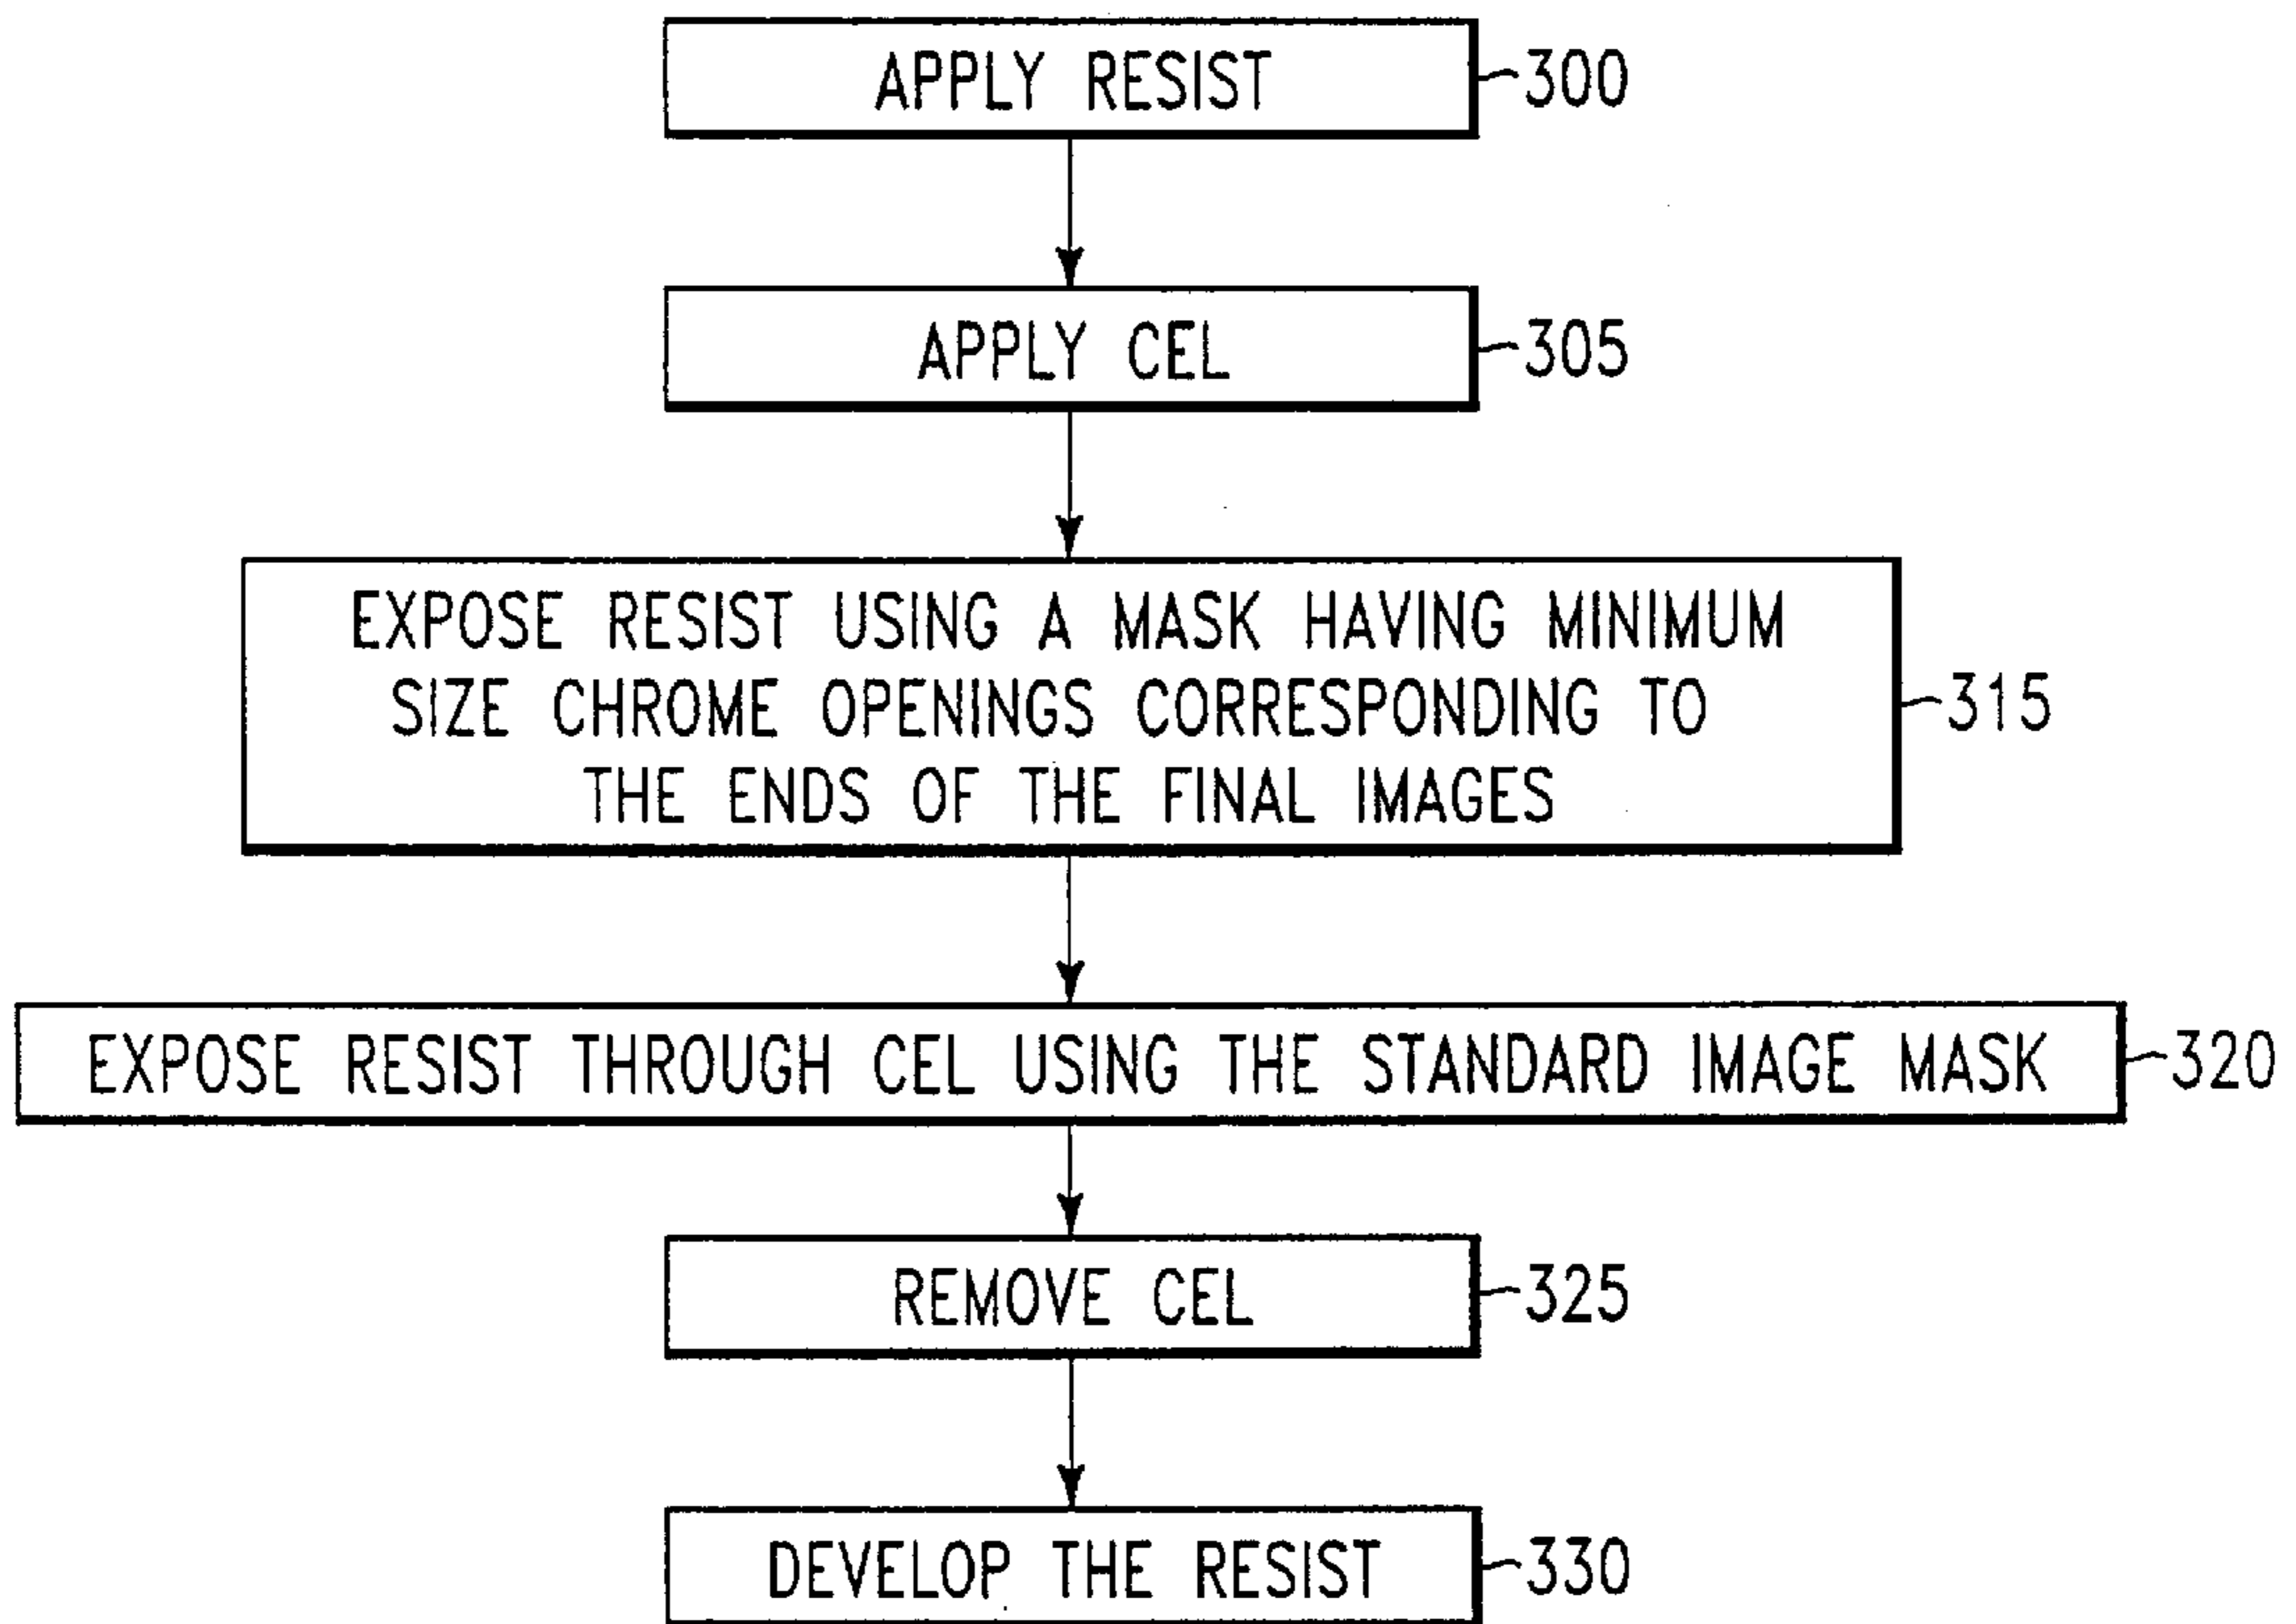 APPLY RESIST 300
APPLY CEL 305
EXPOSE RESIST USING A MASK HAVING MINIMUM
SIZE CHROME OPENINGS CORRESPONDING TO 315
THE ENDS OF THE FINAL IMAGES
EXPOSE RESIST THROUGH CEL USING THE STANDARD IMAGE MASK 320
REMOVE CEL 325
DEVELOP THE RESIST 330